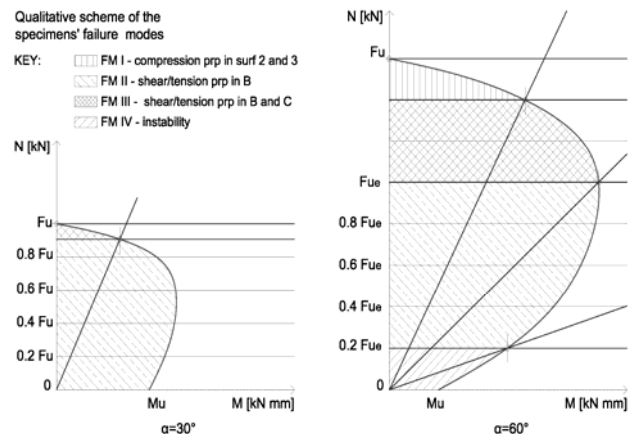 Qualitative scheme of the
specimens' failure modes
KEY:
FM I - compression prp in surf 2 and 3
FM II - shear/tension prp in B
FM III - shear/tension prp in B and C
FM IV - instability
N [kN]
Fu
0.8 Fu
0.6 Fu
0.4 Fu
0.2 Fu
0
Mu
M [kN mm]
α=30°
N [kN]
Fu
Fue
0.8 Fue
0.6 Fue
0.4 Fue
0.2 Fue
0
Mu
M [kN mm]
α=60°